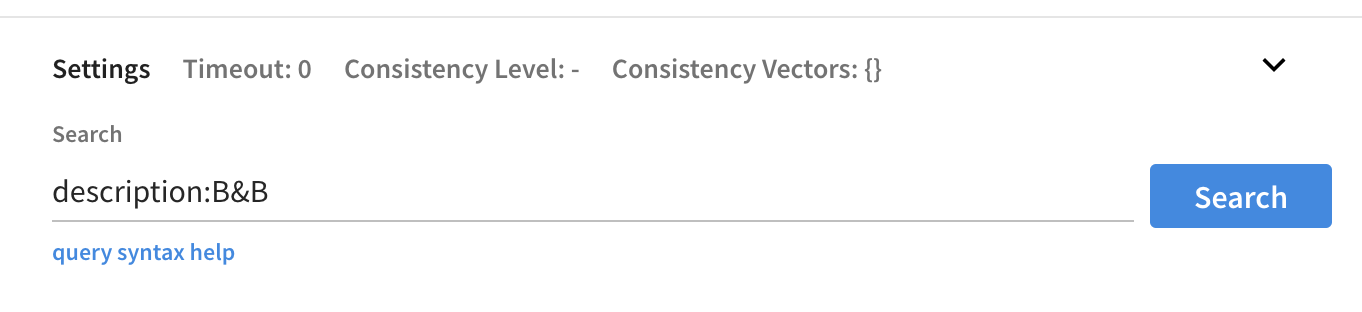 Settings Timeout: 0 Consistency Level: - Consistency Vectors: {}
Search
description:B&B
Search
query syntax help